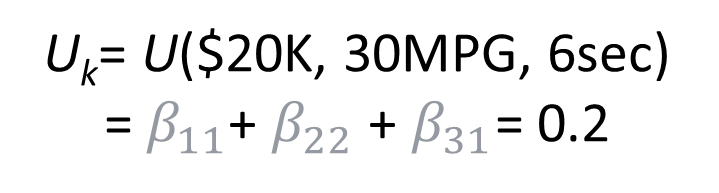 Uₖ= U($20K, 30MPG, 6sec)
= β₁₁+ β₂₂ + β₃₁= 0.2